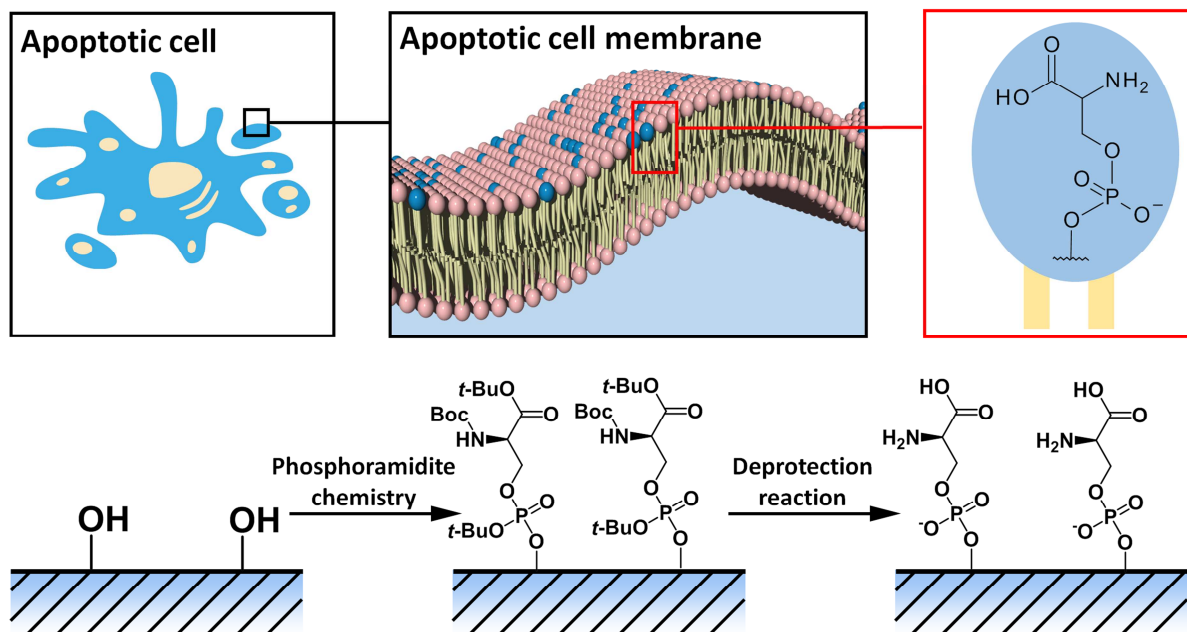 Apoptotic cell
Apoptotic cell membrane
O
HO
NH2
O
O
P
O
O−
t-BuO
O
Boc
HN
O
O
P
t-BuO
O
t-BuO
O
Boc
HN
O
O
P
t-BuO
O
HO
O
H2N
O
O
P
-O
O
HO
O
H2N
O
O
P
-O
O
Phosphoramidite
chemistry
Deprotection
reaction
OH
OH